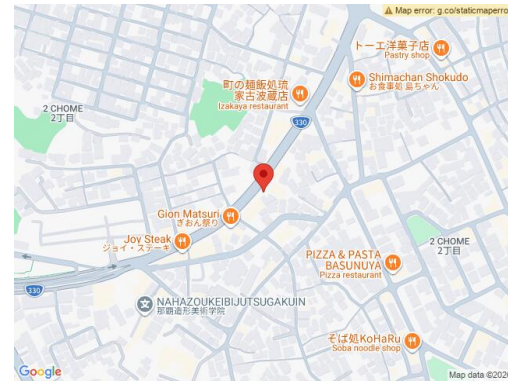 Map error: g.co/staticmaperro
トーエ洋菓子店
Pastry shop
Shimachan Shokudo
お食事処 島ちゃん
町の麺飯処琉
家古波蔵店
Izakaya restaurant
2 CHOME
2丁目
330
Gion Matsuri
ぎおん祭り
Joy Steak
ジョイ・ステーキ
2 CHOME
2丁目
PIZZA & PASTA
BASUNUYA
Pizza restaurant
330
NAHAZOUKEIBIJUTSUGAKUIN
那覇造形美術学院
そば処KoHaRu
Soba noodle shop
Google
Map data ©2026